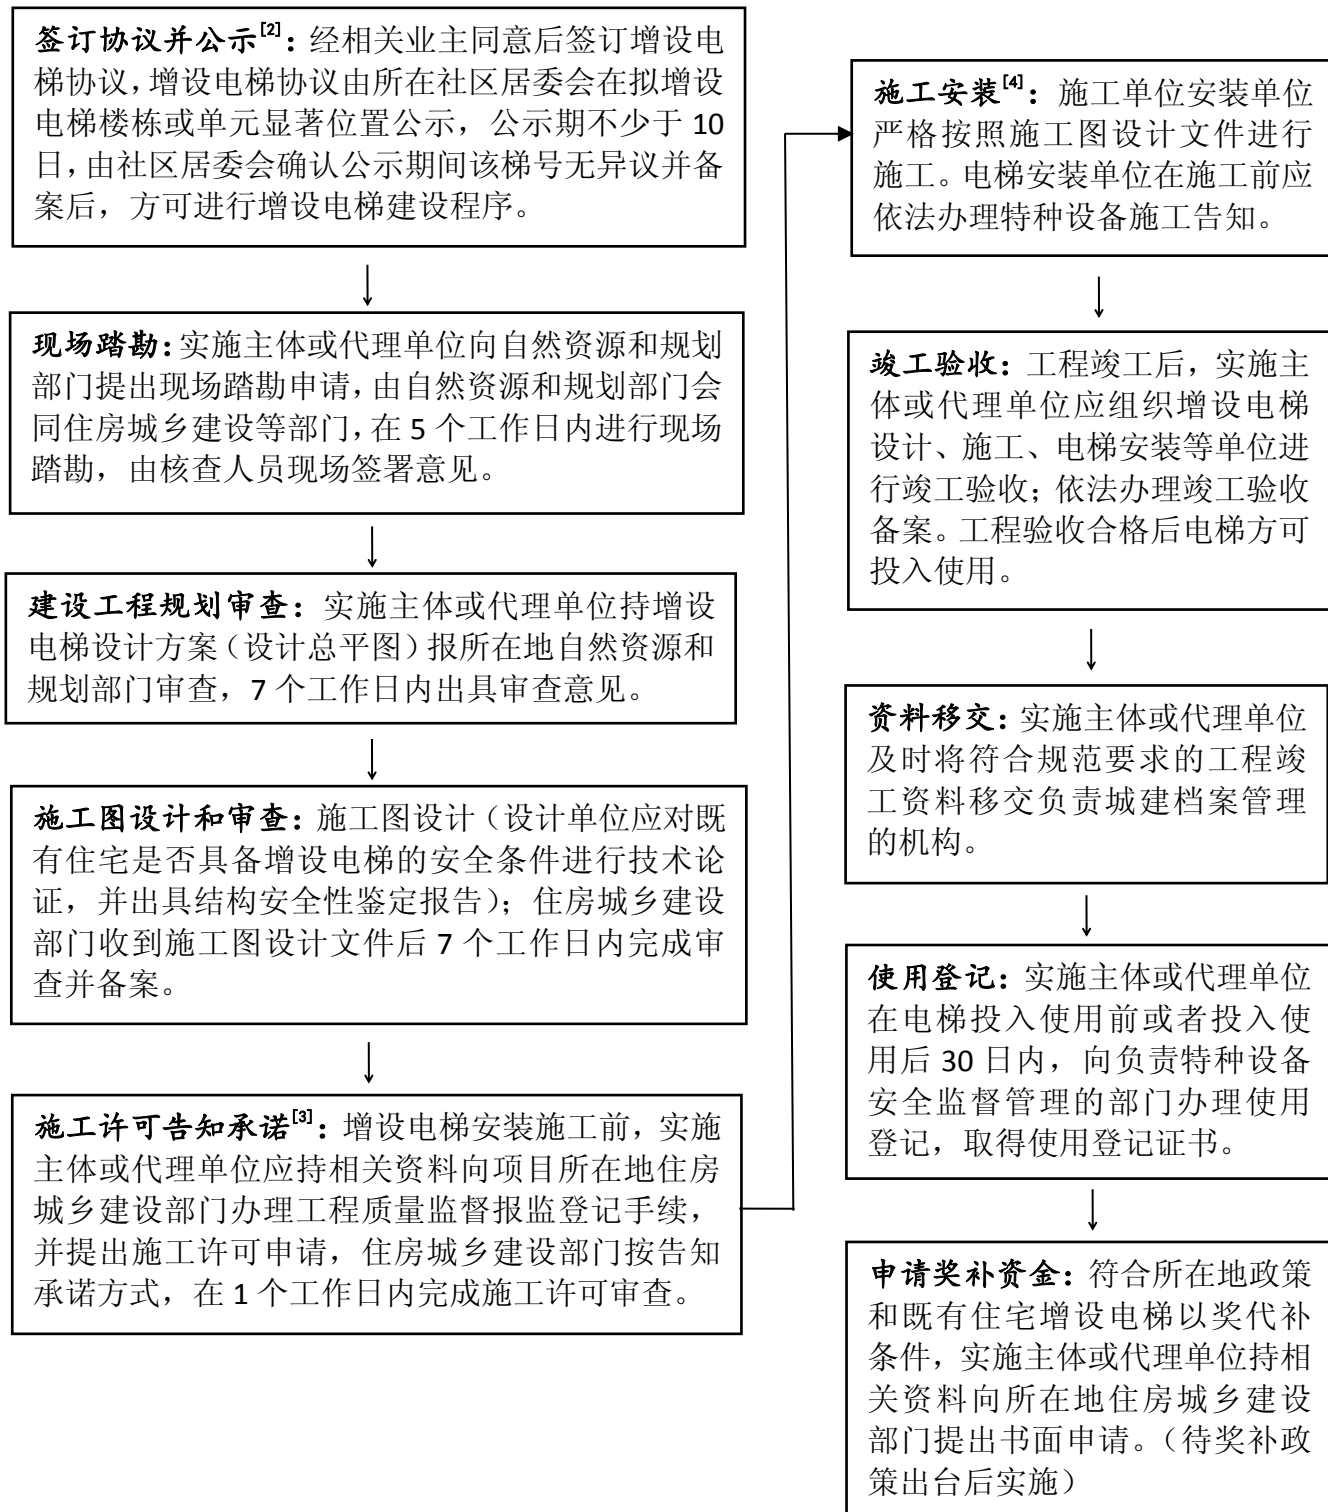 签订协议并公示[2]：经相关业主同意后签订增设电
梯协议，增设电梯协议由所在社区居委会在拟增设
电梯楼栋或单元显著位置公示，公示期不少于 10
日，由社区居委会确认公示期间该梯号无异议并备
案后，方可进行增设电梯建设程序。
现场踏勘：实施主体或代理单位向自然资源和规划
部门提出现场踏勘申请，由自然资源和规划部门会
同住房城乡建设等部门，在 5 个工作日内进行现场
踏勘，由核查人员现场签署意见。
建设工程规划审查：实施主体或代理单位持增设
电梯设计方案（设计总平图）报所在地自然资源和
规划部门审查，7 个工作日内出具审查意见。
施工图设计和审查：施工图设计（设计单位应对既
有住宅是否具备增设电梯的安全条件进行技术论
证，并出具结构安全性鉴定报告）；住房城乡建设
部门收到施工图设计文件后 7 个工作日内完成审
查并备案。
施工许可告知承诺[3]：增设电梯安装施工前，实施
主体或代理单位应持相关资料向项目所在地住房
城乡建设部门办理工程质量监督报监登记手续，
并提出施工许可申请，住房城乡建设部门按告知
承诺方式，在 1 个工作日内完成施工许可审查。
施工安装[4]：施工单位安装单位
严格按照施工图设计文件进行
施工。电梯安装单位在施工前应
依法办理特种设备施工告知。
竣工验收：工程竣工后，实施主
体或代理单位应组织增设电梯
设计、施工、电梯安装等单位进
行竣工验收；依法办理竣工验收
备案。工程验收合格后电梯方可
投入使用。
资料移交：实施主体或代理单位
及时将符合规范要求的工程竣
工资料移交负责城建档案管理
的机构。
使用登记：实施主体或代理单位
在电梯投入使用前或者投入使
用后 30 日内，向负责特种设备
安全监督管理的部门办理使用
登记，取得使用登记证书。
申请奖补资金：符合所在地政策
和既有住宅增设电梯以奖代补
条件，实施主体或代理单位持相
关资料向所在地住房城乡建设
部门提出书面申请。（待奖补政
策出台后实施）